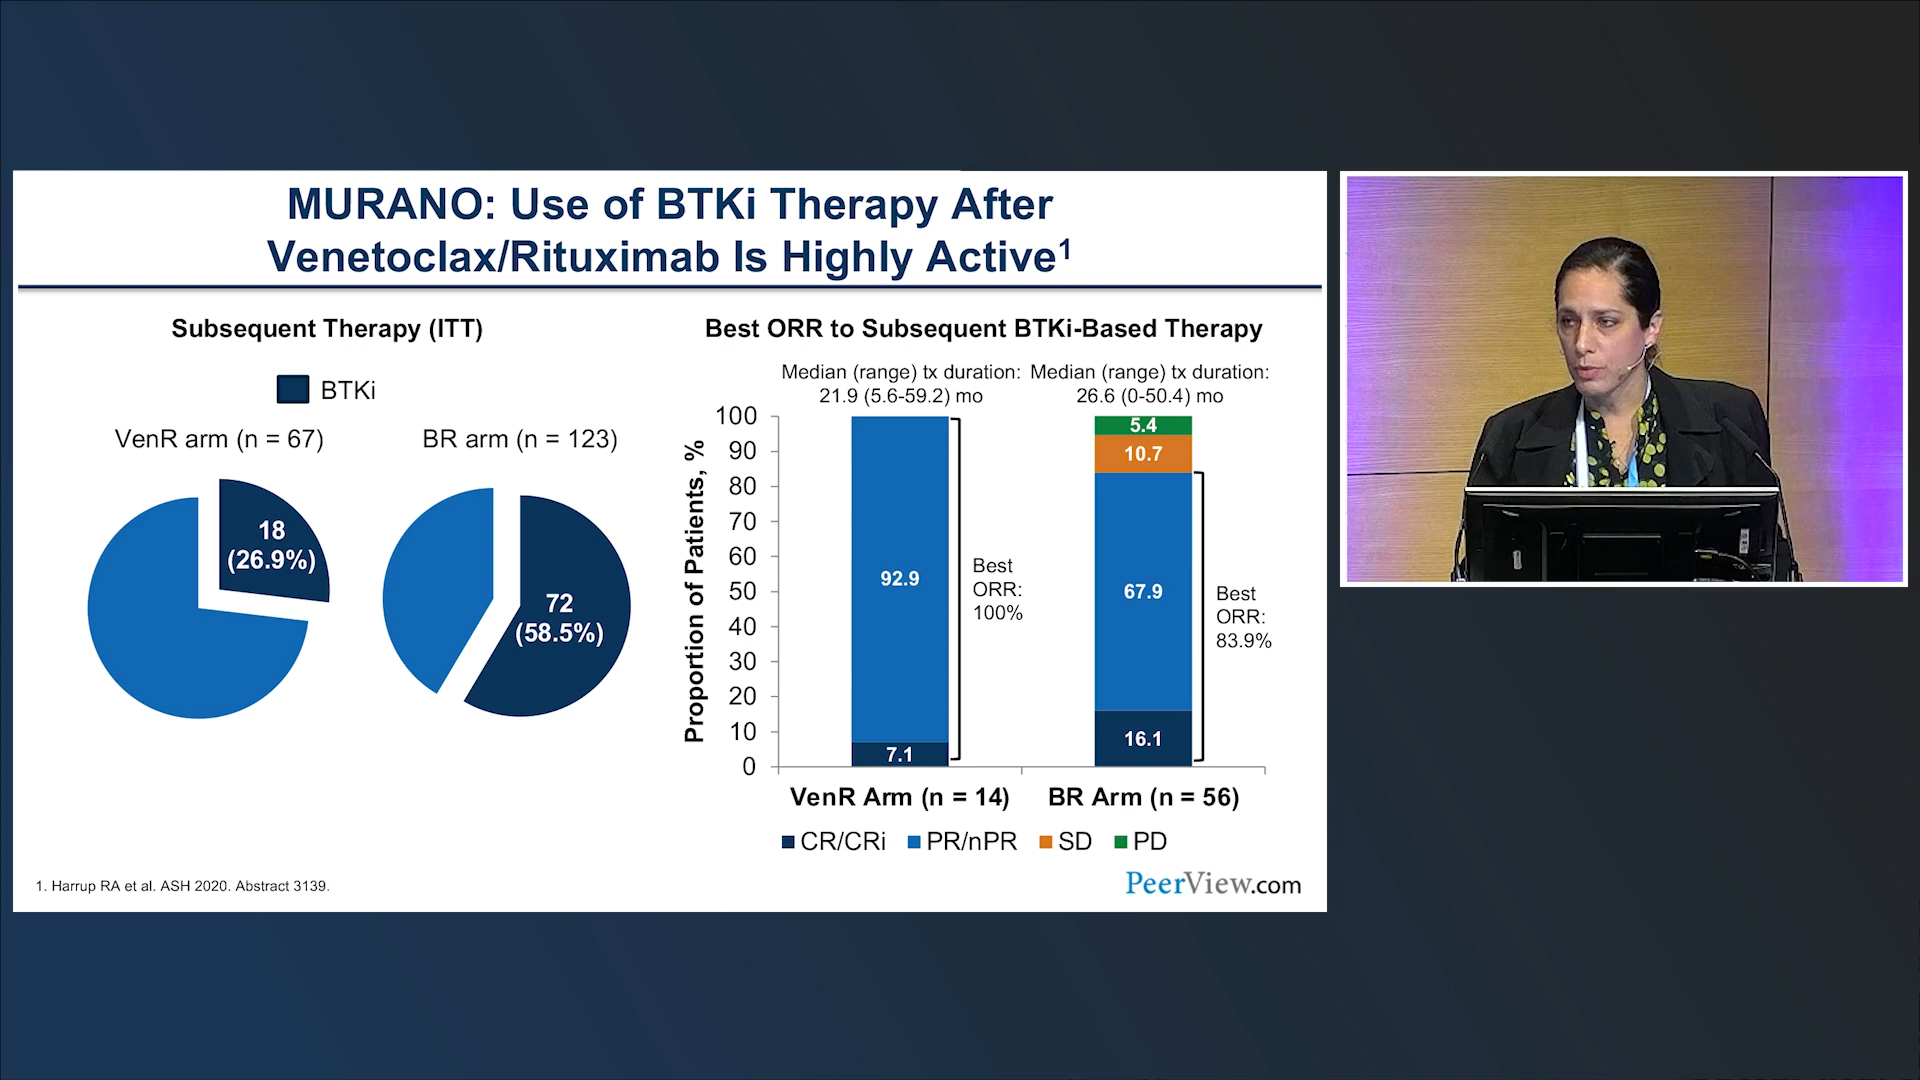 MURANO: Use of BTKi Therapy After
Venetoclax/Rituximab Is Highly Active¹
Subsequent Therapy (ITT)
BTKi
VenR arm (n = 67)
BR arm (n = 123)
18
(26.9%)
72
(58.5%)
Best ORR to Subsequent BTKi-Based Therapy
Median (range) tx duration:
21.9 (5.6-59.2) mo
Median (range) tx duration:
26.6 (0-50.4) mo
Proportion of Patients, %
100
90
80
70
60
50
40
30
20
10
0
92.9
7.1
Best
ORR:
100%
5.4
10.7
67.9
16.1
Best
ORR:
83.9%
VenR Arm (n = 14)
BR Arm (n = 56)
CR/CRi
PR/nPR
SD
PD
1. Harrup RA et al. ASH 2020. Abstract 3139.
PeerView.com